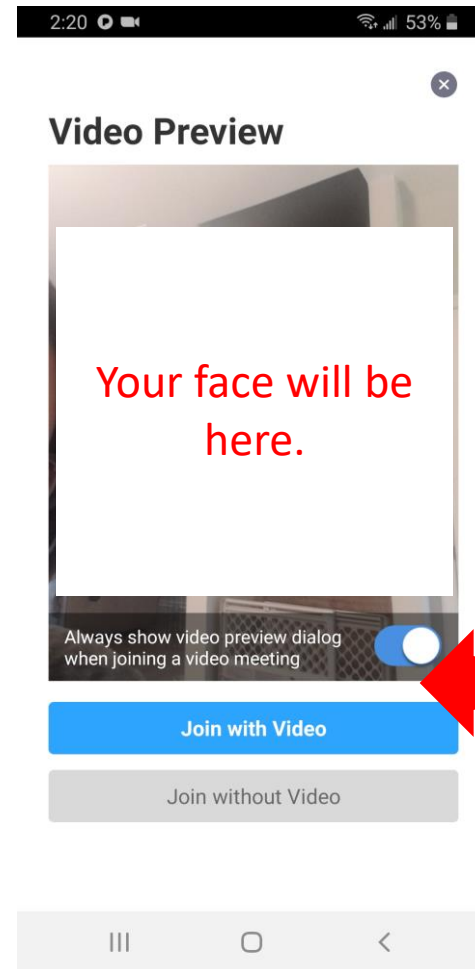 2:20 53%
Video Preview
Your face will be
here.
Always show video preview dialog
when joining a video meeting
Join with Video
Join without Video